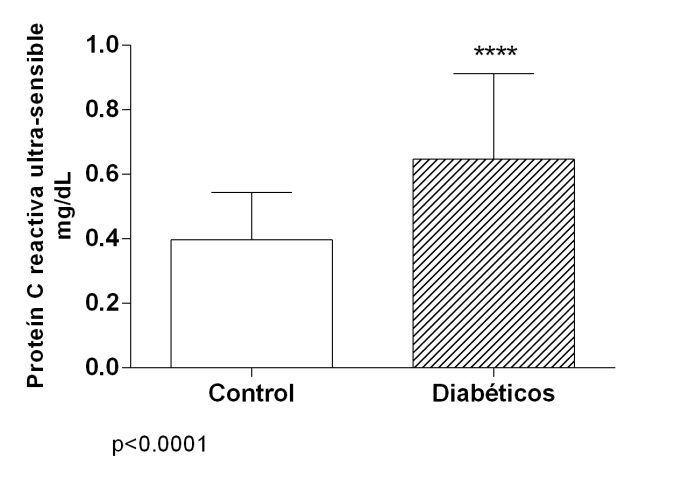 Proteín C reactiva ultra-sensible
mg/dL
1.0
0.8
0.6
0.4
0.2
0.0
****
Control
Diabéticos
p<0.0001